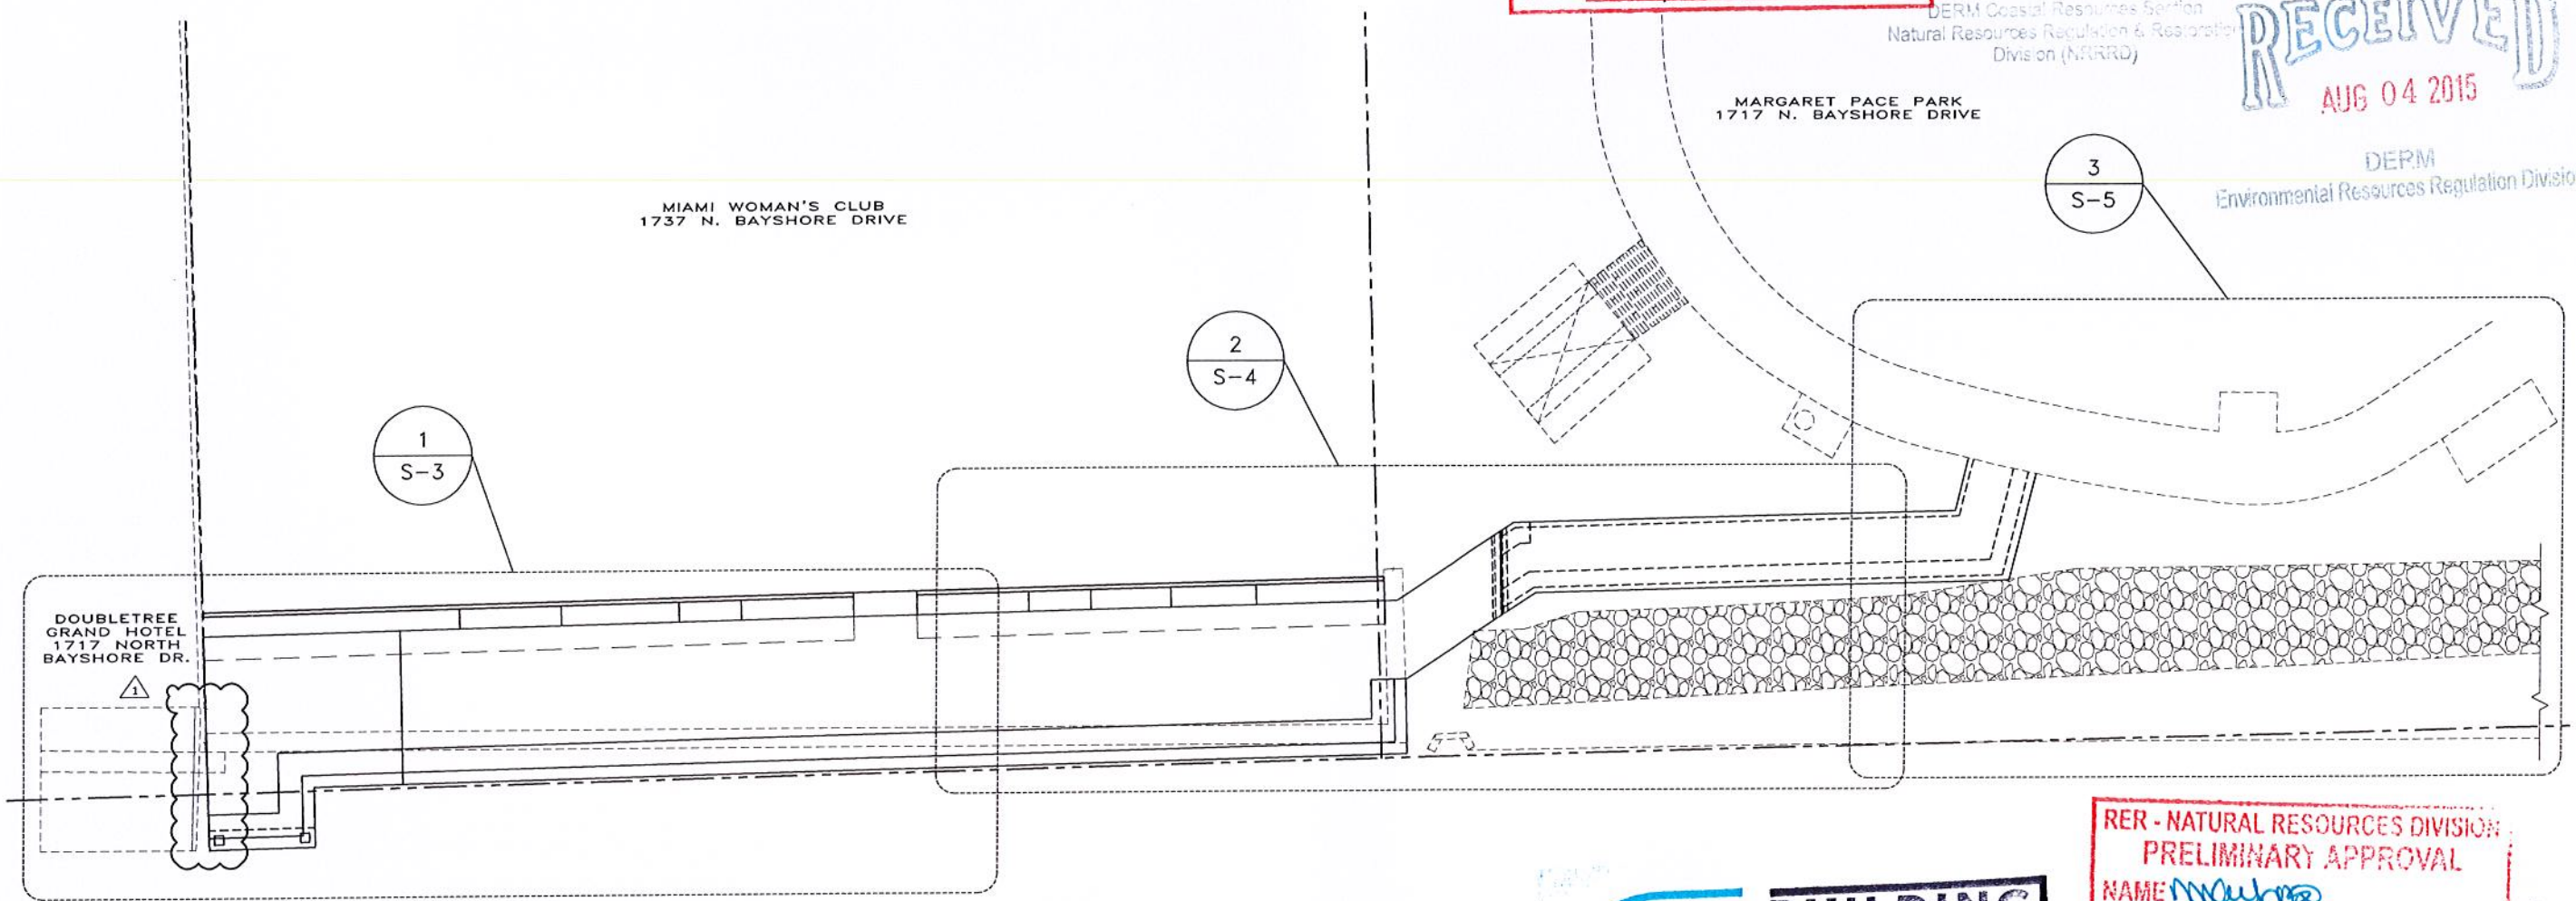 DERM Coastal Resources Section
Natural Resources Regulation & Restoration
Division (NRRRD)
RECEIVED
AUG 04 2015
DERM
Environmental Resources Regulation Divisio
MARGARET PACE PARK
1717 N. BAYSHORE DRIVE
3
S-5
MIAMI WOMAN'S CLUB
1737 N. BAYSHORE DRIVE
2
S-4
1
S-3
DOUBLETREE
GRAND HOTEL
1717 NORTH
BAYSHORE DR.
1
RER - NATURAL RESOURCES DIVISION
PRELIMINARY APPROVAL
NAME
BUILDING